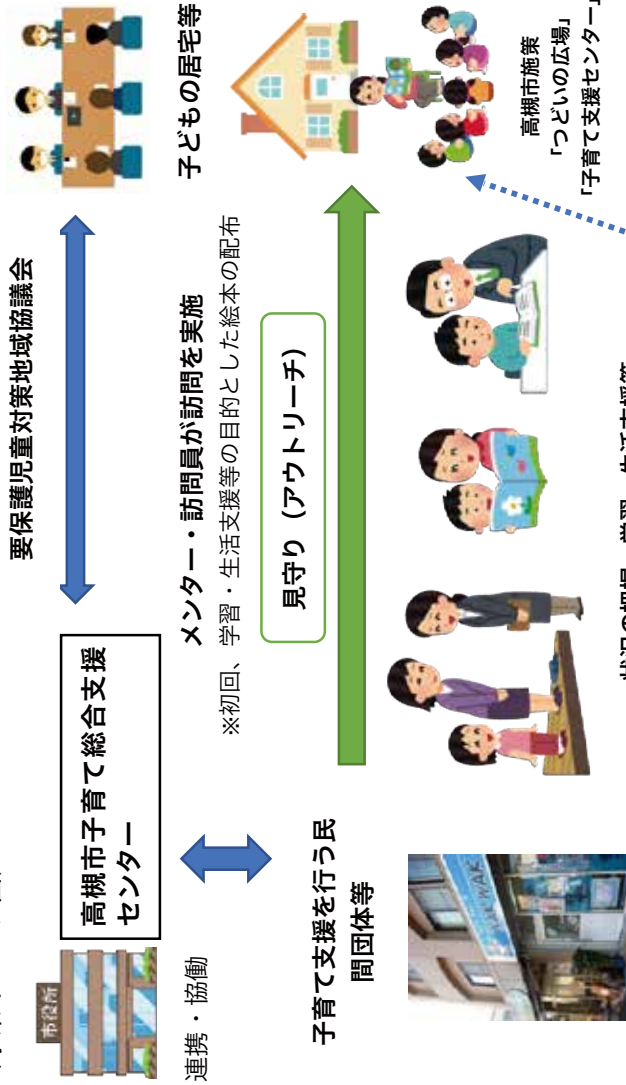 要保護児童対策地域協議会
市役所
高槻市子育て総合支援
センター
連携・協働
メンター・訪問員が訪問を実施
※初回、学習・生活支援等の目的とした絵本の配布
子どもの居宅等
見守り（アウトリーチ）
子育て支援を行う民
間団体等
高槻市施策
「つどいの広場」
「子育て支援センター」